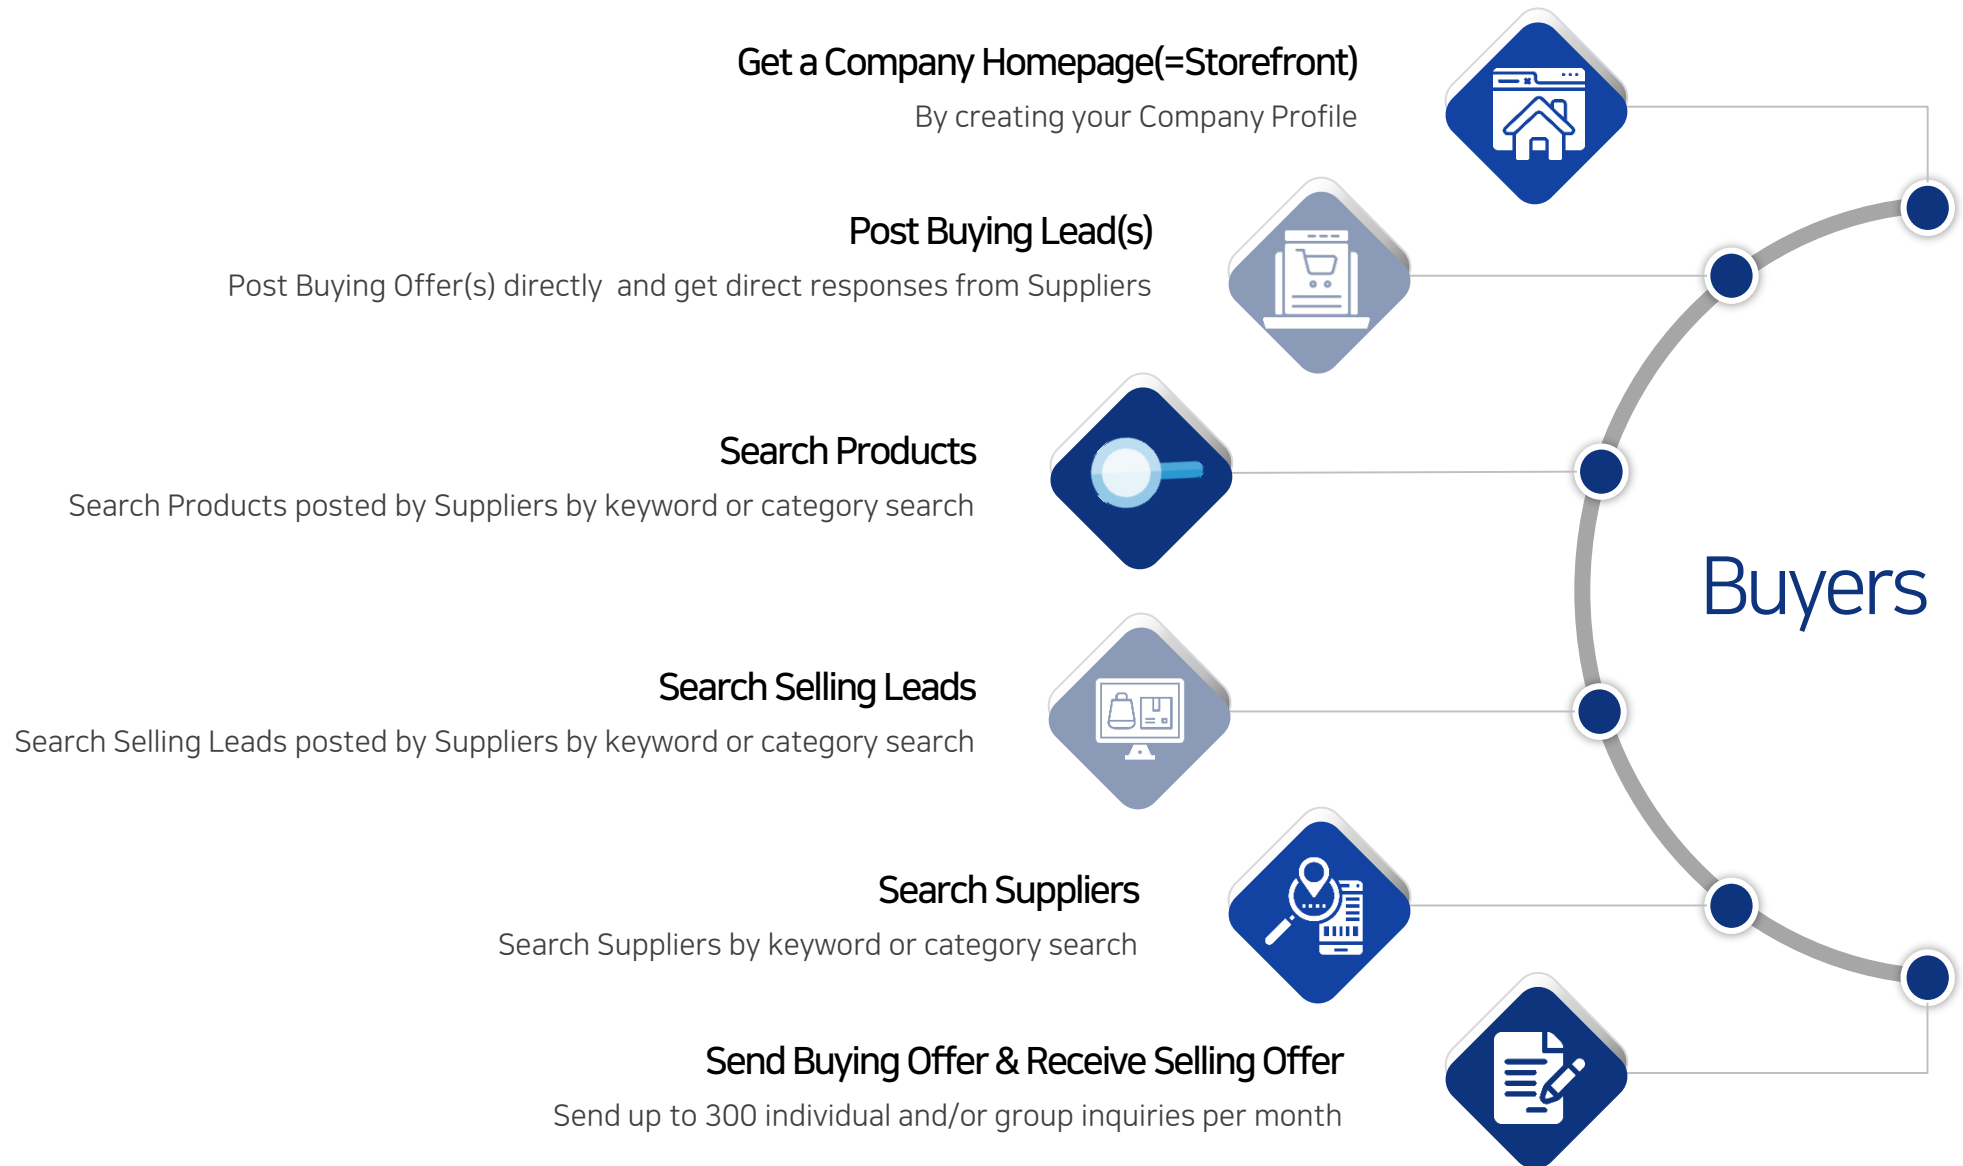 Get a Company Homepage(=Storefront)
By creating your Company Profile
Post Buying Lead(s)
Post Buying Offer(s) directly  and get direct responses from Suppliers
Search Products
Search Products posted by Suppliers by keyword or category search
Buyers
Search Selling Leads
Search Selling Leads posted by Suppliers by keyword or category search
Search Suppliers
Search Suppliers by keyword or category search
Send Buying Offer & Receive Selling Offer
Send up to 300 individual and/or group inquiries per month